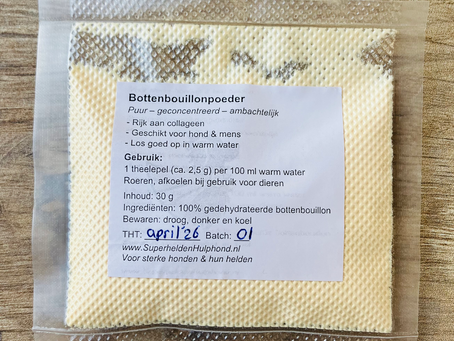 Bottenbouillonpoeder
Puur – geconcentreerd – ambachtelijk
- Rijk aan collageen
- Geschikt voor hond & mens
- Los goed op in warm water
Gebruik:
1 theelepel (ca. 2,5 g) per 100 ml warm water
Roeren, afkoelen bij gebruik voor dieren
Inhoud: 30 g
Ingrediënten: 100% gedehydrateerde bottenbouillon
Bewaren: droog, donker en koel
THT: april '26 Batch: 01
www.SuperheldenHulphond.nl
Voor sterke honden & hun helden